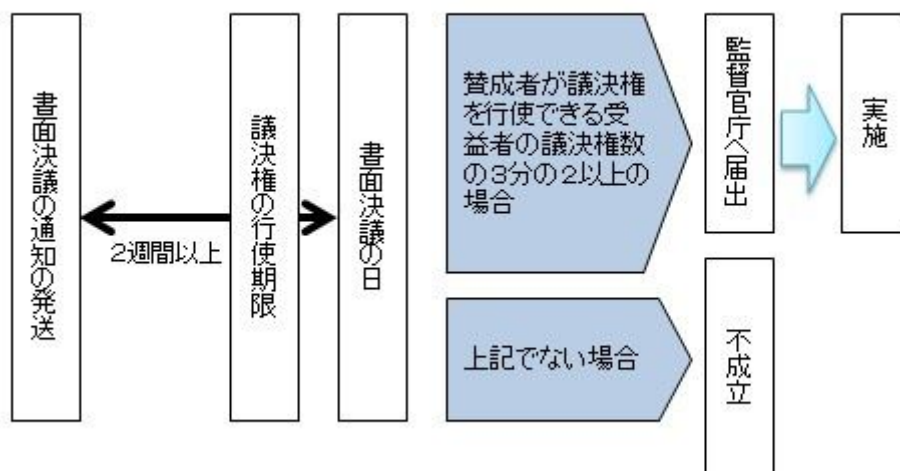 書面決議の通知の発送
2週間以上
議決権の行使期限
書面決議の日
賛成者が議決権
を行使できる受
益者の議決権数
の3分の2以上の
場合
監督官庁へ届出
実施
上記でない場合
不成立